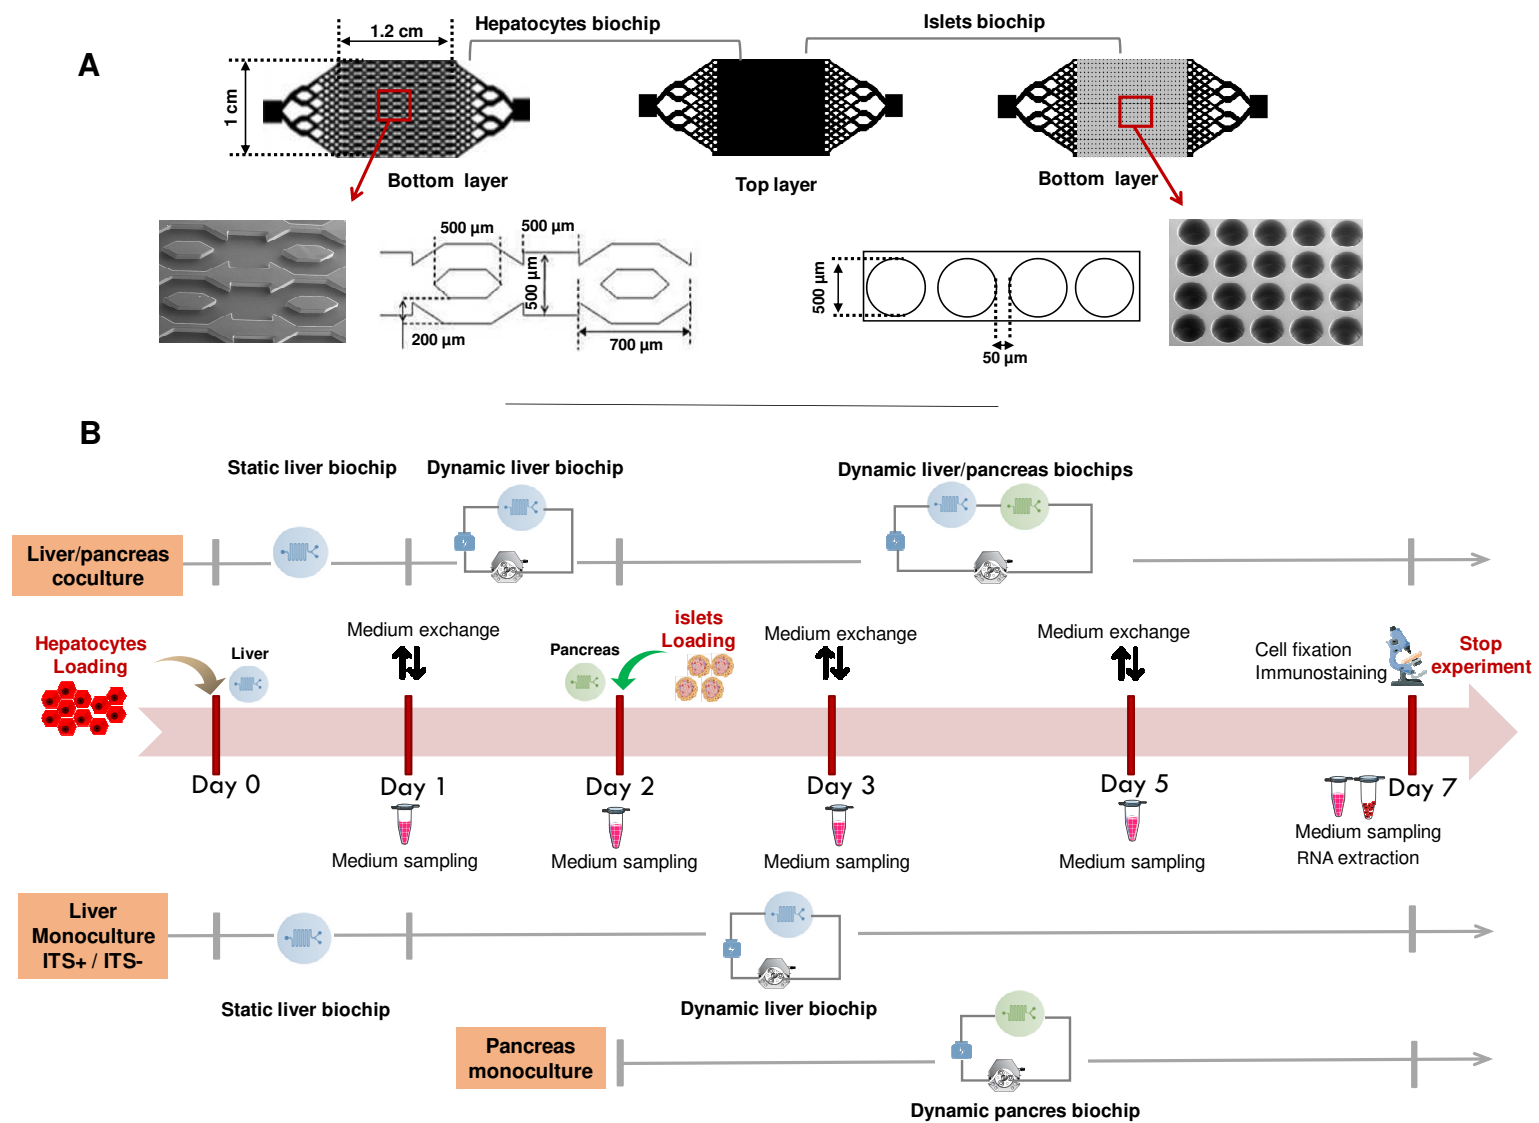 A
1.2 cm
Hepatocytes biochip
Islets biochip
1 cm
Bottom  layer
Top layer
Bottom  layer
500 µm
500 µm
500 µm
200 µm
700 µm
500 µm
50 µm
B
Static liver biochip
Dynamic liver biochip
Dynamic liver/pancreas biochips
Liver/pancreas
coculture
Hepatocytes
Loading
Liver
Medium exchange
Pancreas
islets
Loading
Medium exchange
Medium exchange
Cell fixation
Immunostaining
Stop
experiment
Day 0
Day 1
Day 2
Day 3
Day 5
Day 7
Medium sampling
Medium sampling
Medium sampling
Medium sampling
Medium sampling
RNA extraction
Liver
Monoculture
ITS+ / ITS-
Static liver biochip
Dynamic liver biochip
Pancreas
monoculture
Dynamic pancres biochip